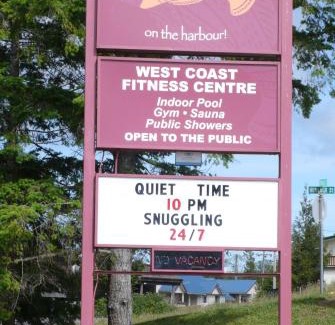 on the harbour!
WEST COAST
FITNESS CENTRE
Indoor Pool
Gym • Sauna
Public Showers
OPEN TO THE PUBLIC
QUIET TIME
10 PM
SNUGGLING
24/7
NO VACANCY